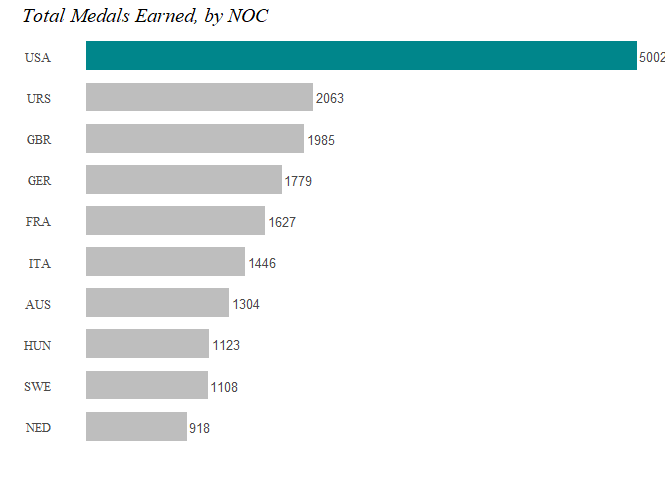 Total Medals Earned, by NOC
USA 5002
URS 2063
GBR 1985
GER 1779
FRA 1627
ITA 1446
AUS 1304
HUN 1123
SWE 1108
NED 918